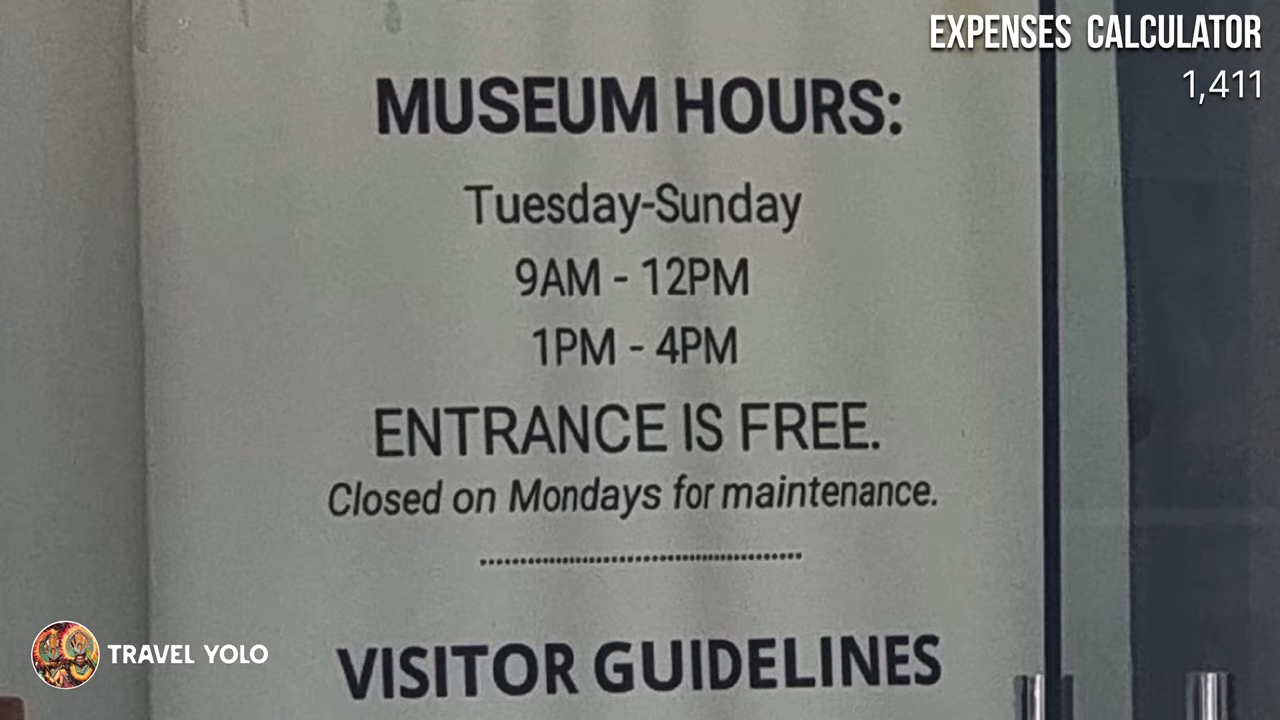 EXPENSES CALCULATOR
1,411
MUSEUM HOURS:
Tuesday-Sunday
9AM - 12PM
1PM - 4PM
ENTRANCE IS FREE.
Closed on Mondays for maintenance.
VISITOR GUIDELINES
TRAVEL YOLO